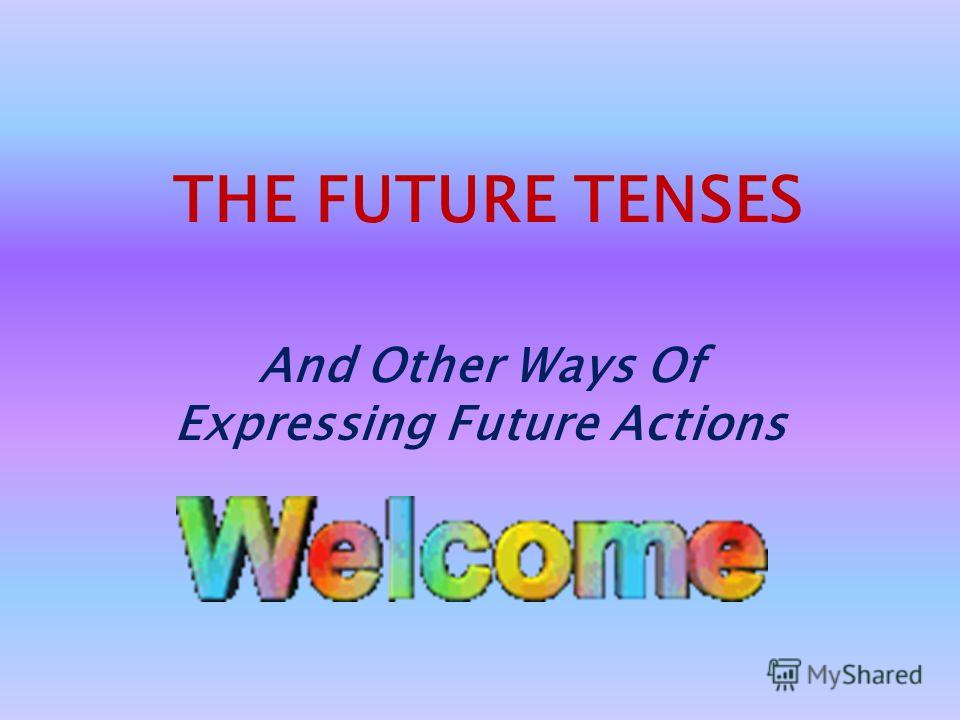 THE FUTURE TENSES
And Other Ways Of
Expressing Future Actions
Welcome
MyShared